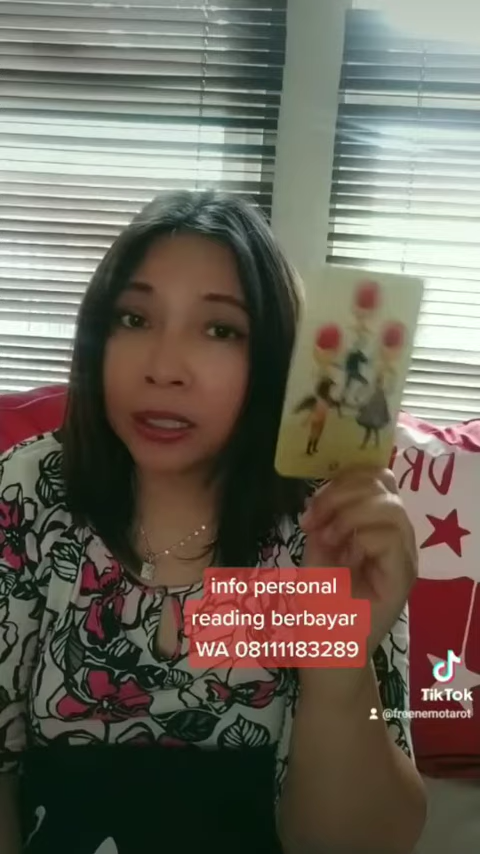 info personal
reading berbayar
WA 08111183289
TikTok
@freenemotarot